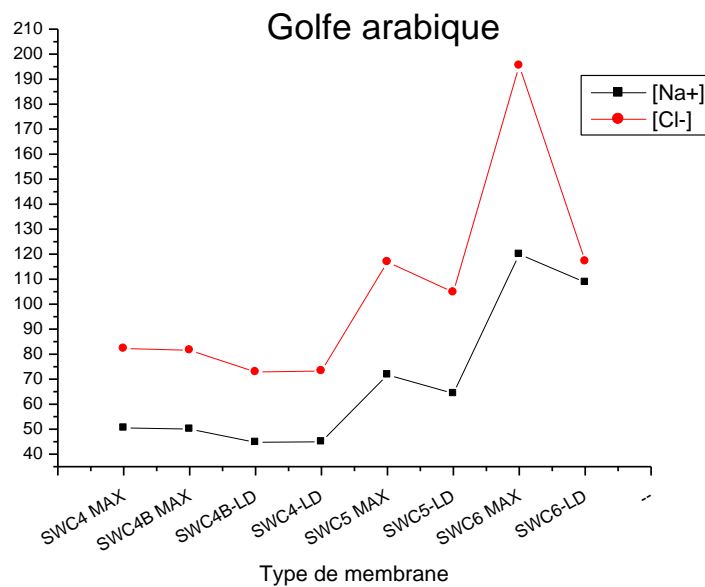 Golfe arabique
210
200
190
180
170
160
150
140
130
120
110
100
90
80
70
60
50
40
[Na+]
[Cl-]
SWC4 MAX
SWC4B MAX
SWC4B-LD
SWC4-LD
SWC5 MAX
SWC5-LD
SWC6 MAX
SWC6-LD
--
Type de membrane